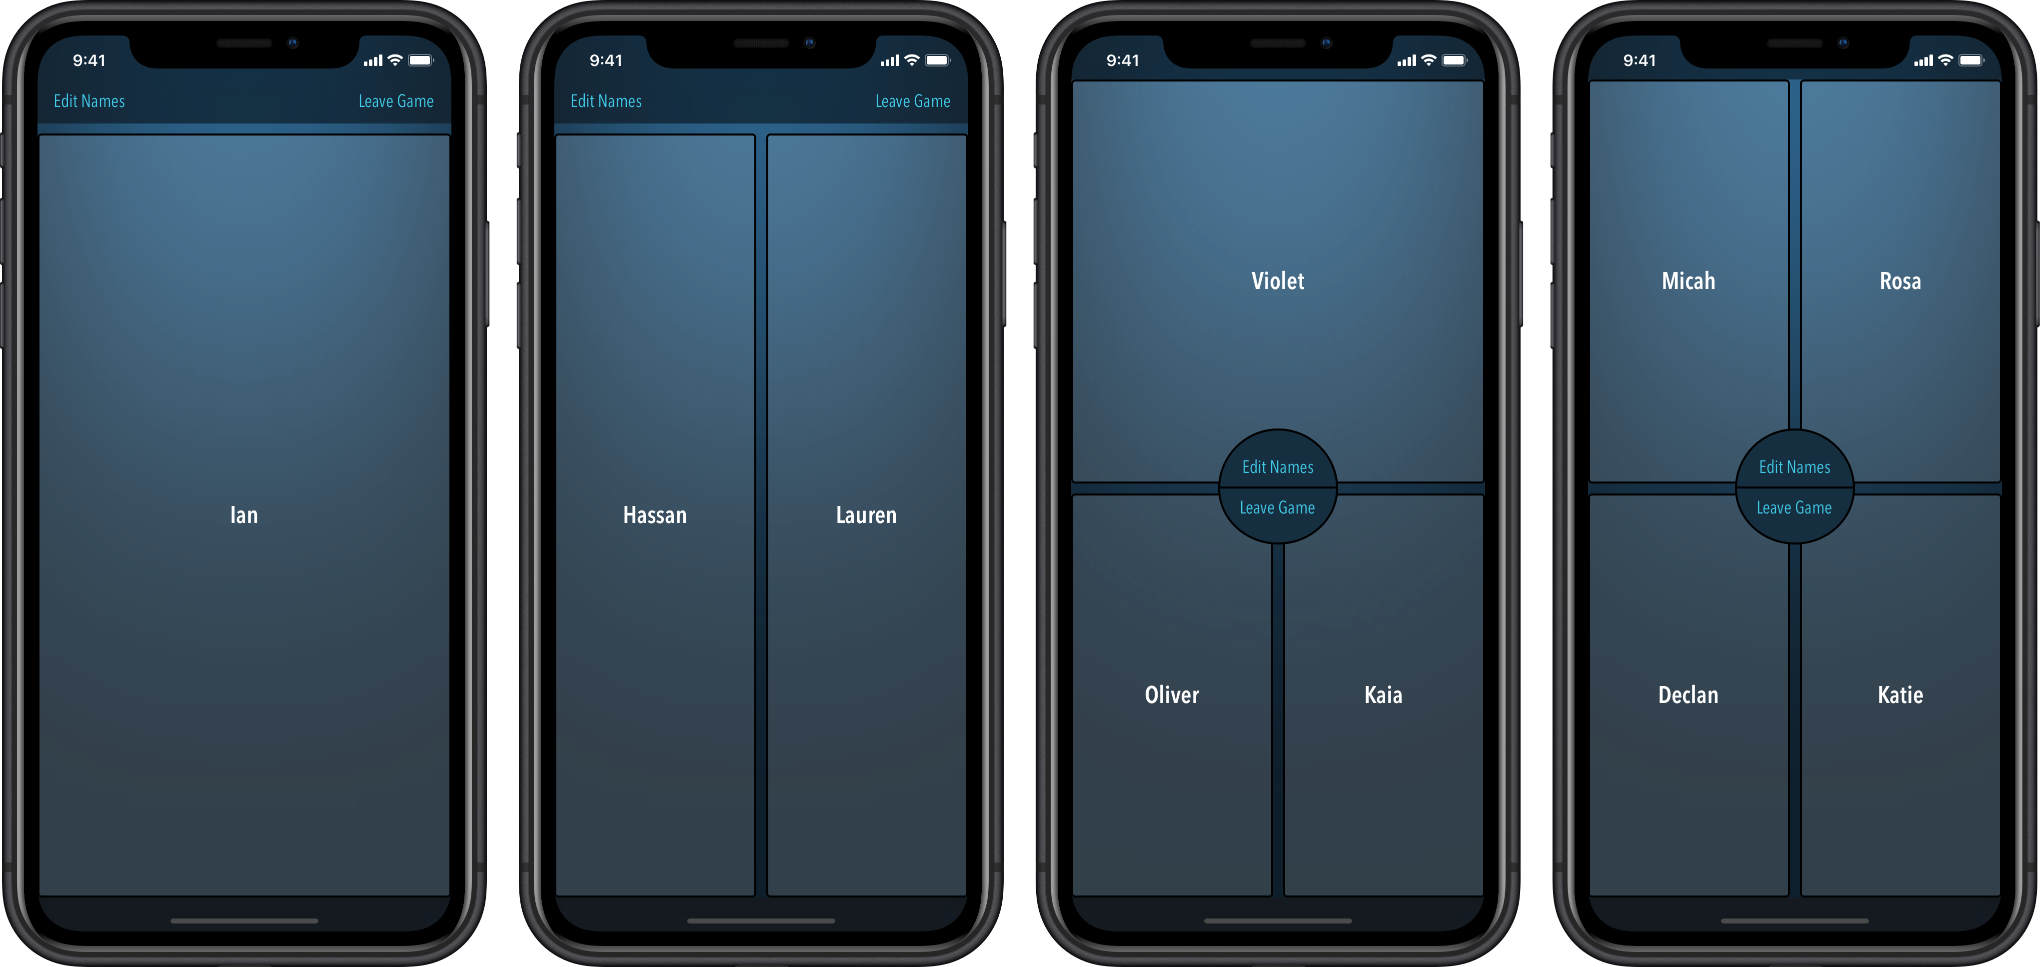 9:41
Edit Names Leave Game
Ian
9:41
Edit Names Leave Game
Hassan Lauren
9:41
Violet
Edit Names
Leave Game
Oliver Kaia
9:41
Micah Rosa
Edit Names
Leave Game
Declan Katie